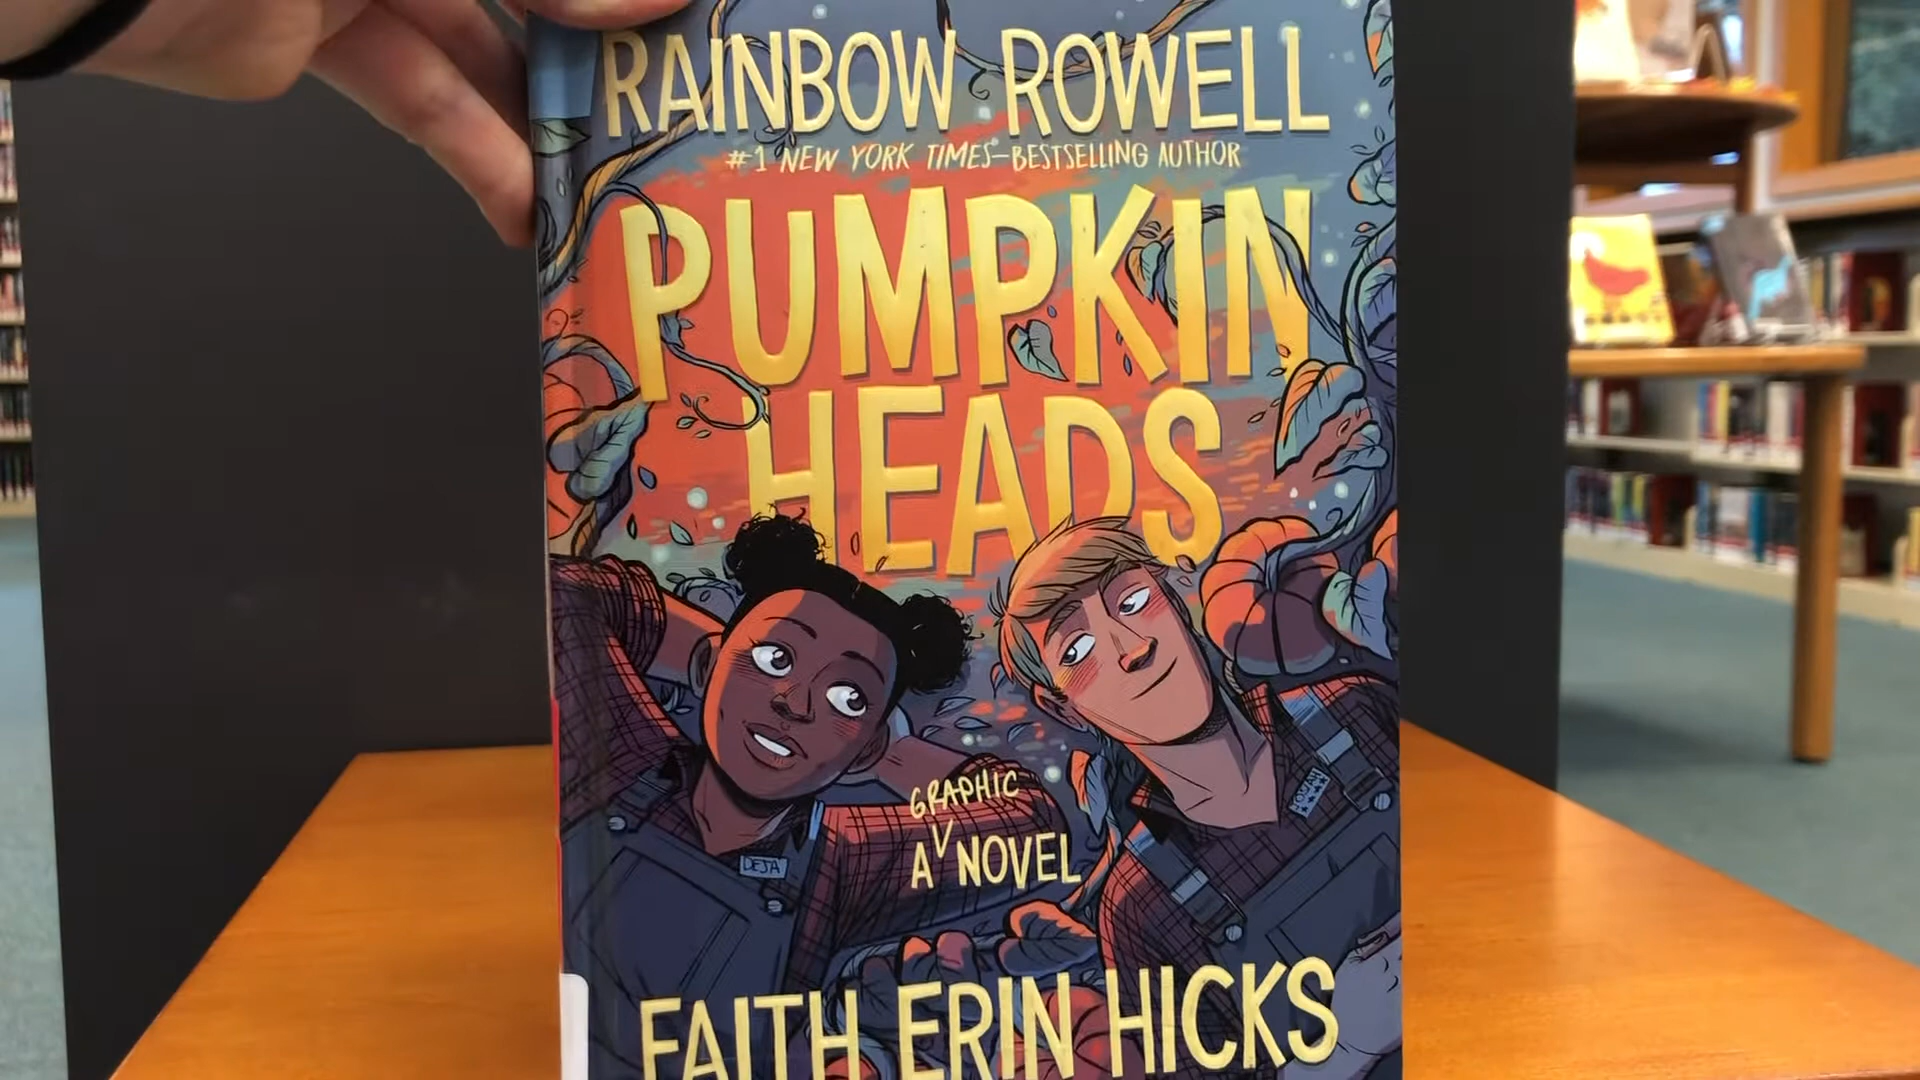 RAINBOW ROWELL
#1 NEW YORK TIMES–BESTSELLING AUTHOR
PUMPKIN
HEADS
GRAPHIC
A V NOVEL
DEJA
FAITH ERIN HICKS